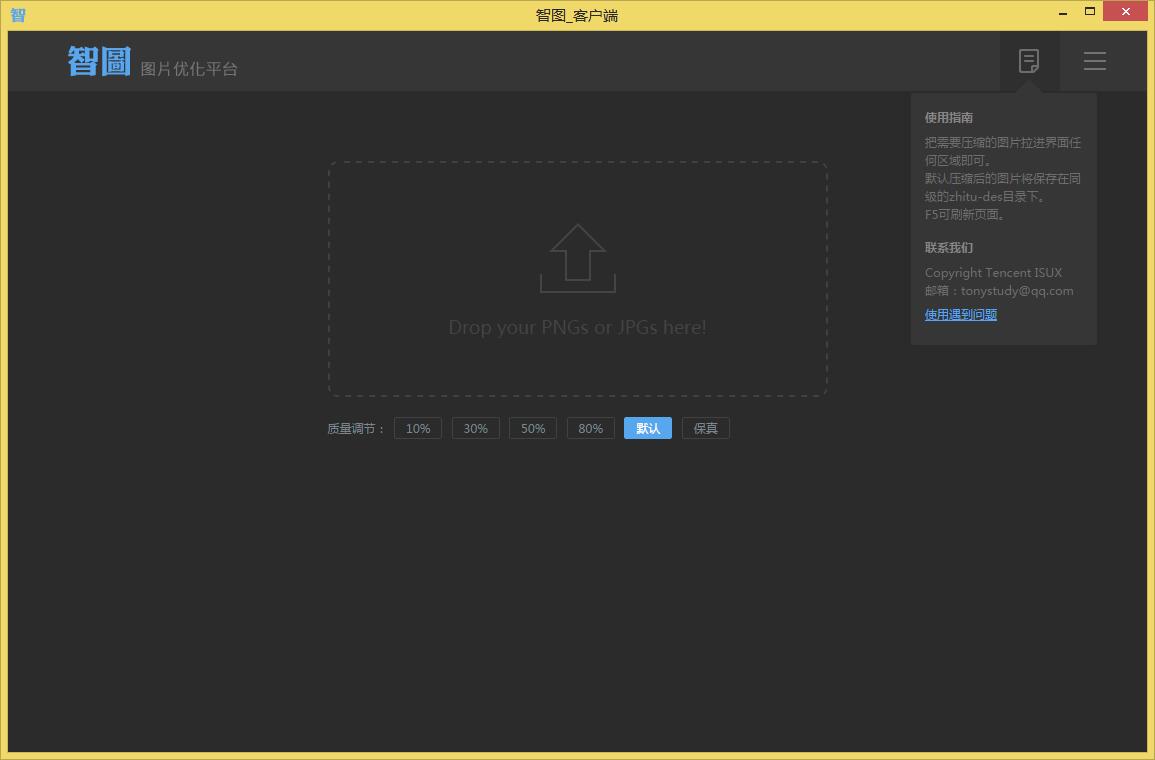 智
智图_客户端
智圖 图片优化平台
使用指南
把需要压缩的图片拉进界面任
何区域即可。
默认压缩后的图片将保存在同
级的zhitu-des目录下。
F5可刷新页面。
联系我们
Copyright Tencent ISUX
邮箱：tonystudy@qq.com
使用遇到问题
Drop your PNGs or JPGs here!
质量调节： 10% 30% 50% 80% 默认 保真